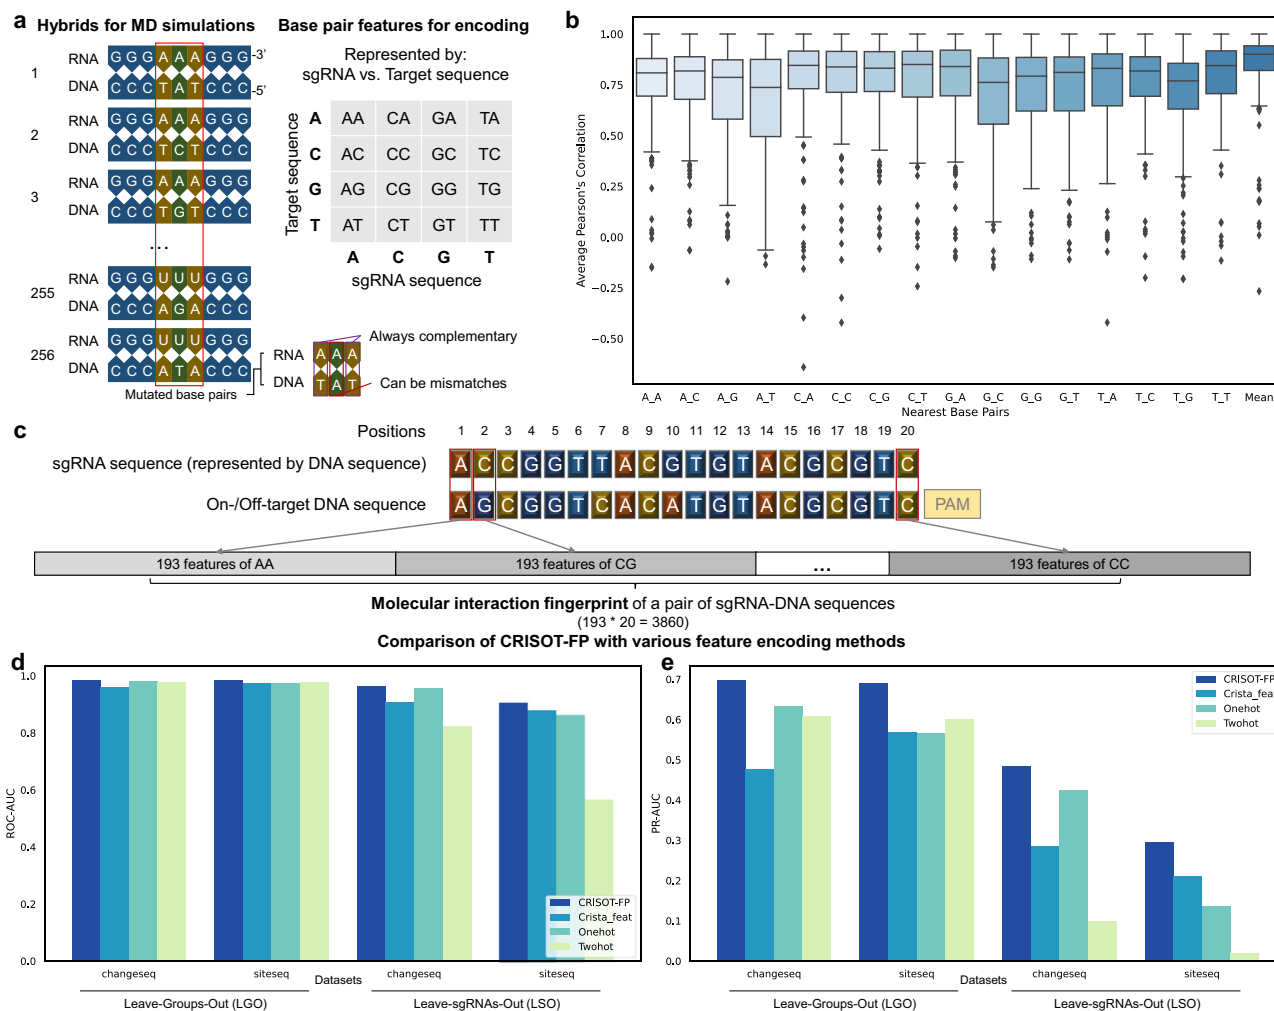 a
Hybrids for MD simulations
1
RNA GGGAAAGGG -3'
DNA CCCTATCCC -5'
2
RNA GGGAAAGGG
DNA CCCTCTCCC
3
RNA GGGAAAGGG
DNA CCCTGTCCC
...
255
RNA GGGUUUGGG
DNA CCCAGACCC
256
RNA GGGUUUGGG
DNA CCCATACCC
Mutated base pairs
RNA AAA
DNA TAT
Always complementary
Can be mismatches
Base pair features for encoding
Represented by:
sgRNA vs. Target sequence
Target sequence
A AA CA GA TA
C AC CC GC TC
G AG CG GG TG
T AT CT GT TT
A C G T
sgRNA sequence
b
Average Pearson's Correlation
1.00
0.75
0.50
0.25
0.00
−0.25
−0.50
A_A A_C A_G A_T C_A C_C C_G C_T G_A G_C G_G G_T T_A T_C T_G T_T Mean
Nearest Base Pairs
c
Positions 1 2 3 4 5 6 7 8 9 10 11 12 13 14 15 16 17 18 19 20
sgRNA sequence (represented by DNA sequence) ACCGGTTACGTGTACGCGTC
On-/Off-target DNA sequence AGCGGTCACATGTACGCGTC PAM
193 features of AA 193 features of CG ... 193 features of CC
Molecular interaction fingerprint of a pair of sgRNA-DNA sequences
(193 * 20 = 3860)
Comparison of CRISOT-FP with various feature encoding methods
d
ROC-AUC
1.0
0.8
0.6
0.4
0.2
0.0
CRISOT-FP
Crista_feat
Onehot
Twohot
changeseq siteseq Datasets changeseq siteseq
Leave-Groups-Out (LGO) Leave-sgRNAs-Out (LSO)
e
PR-AUC
0.7
0.6
0.5
0.4
0.3
0.2
0.1
0.0
CRISOT-FP
Crista_feat
Onehot
Twohot
changeseq siteseq Datasets changeseq siteseq
Leave-Groups-Out (LGO) Leave-sgRNAs-Out (LSO)